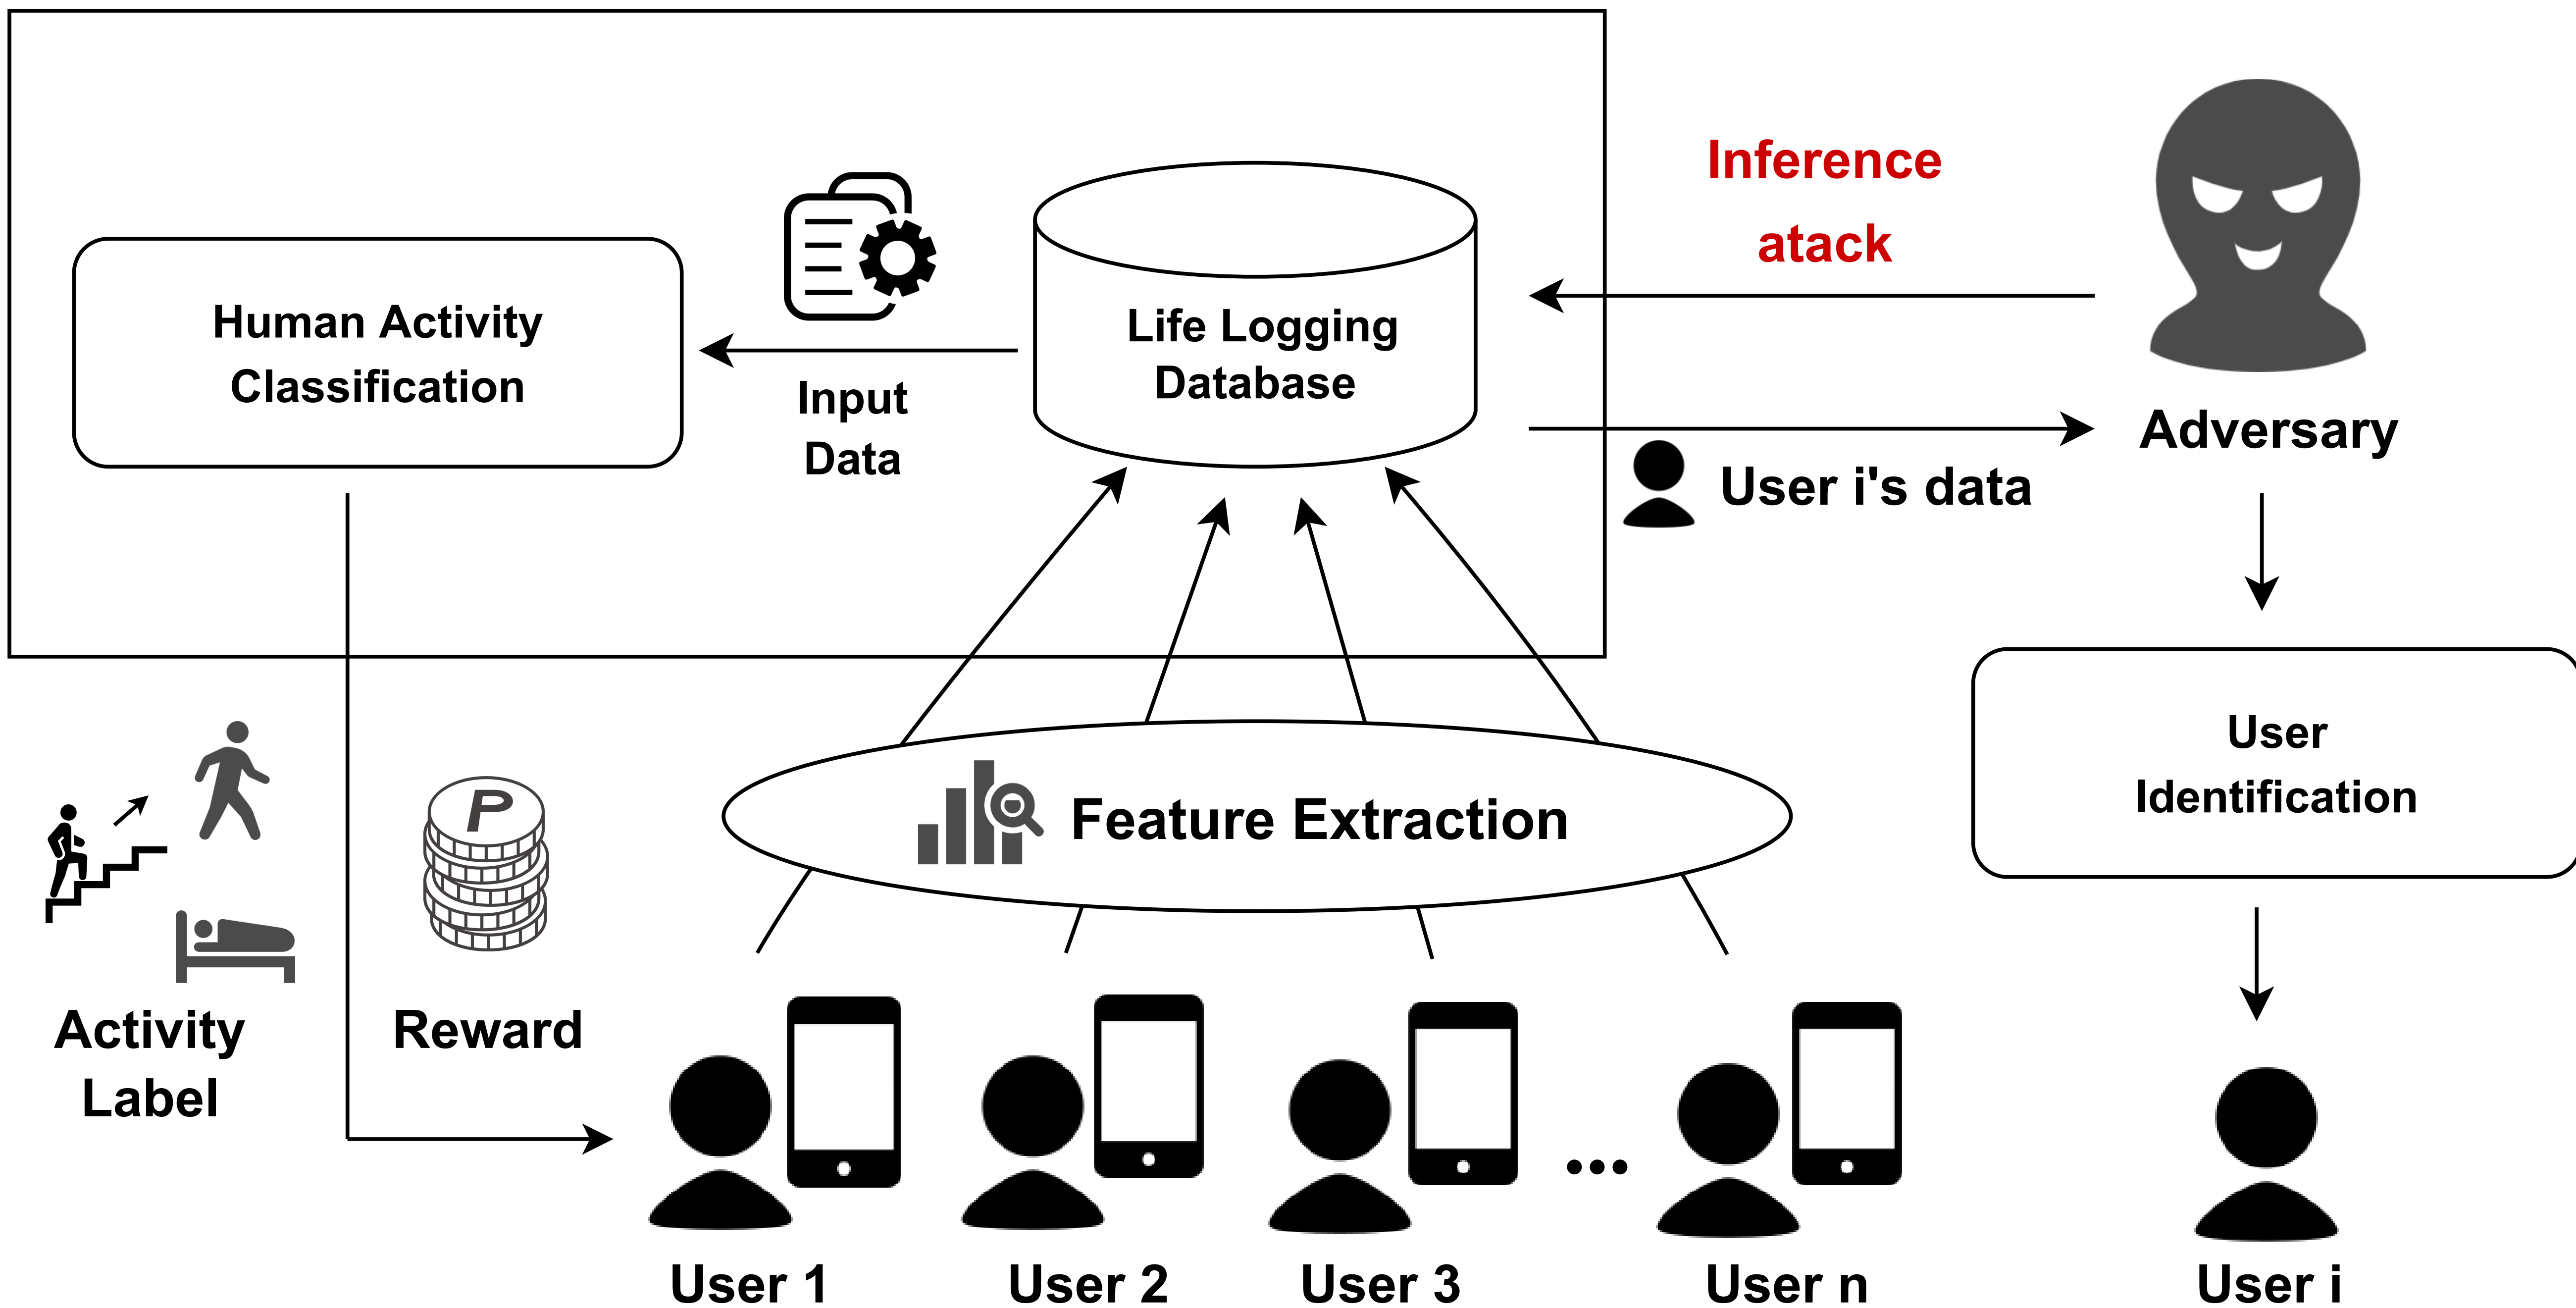 Inference
atack
Human Activity
Classification
Input
Data
Life Logging
Database
Adversary
User i's data
User
Identification
P
Feature Extraction
Activity
Label
Reward
User 1
User 2
User 3
...
User n
User i